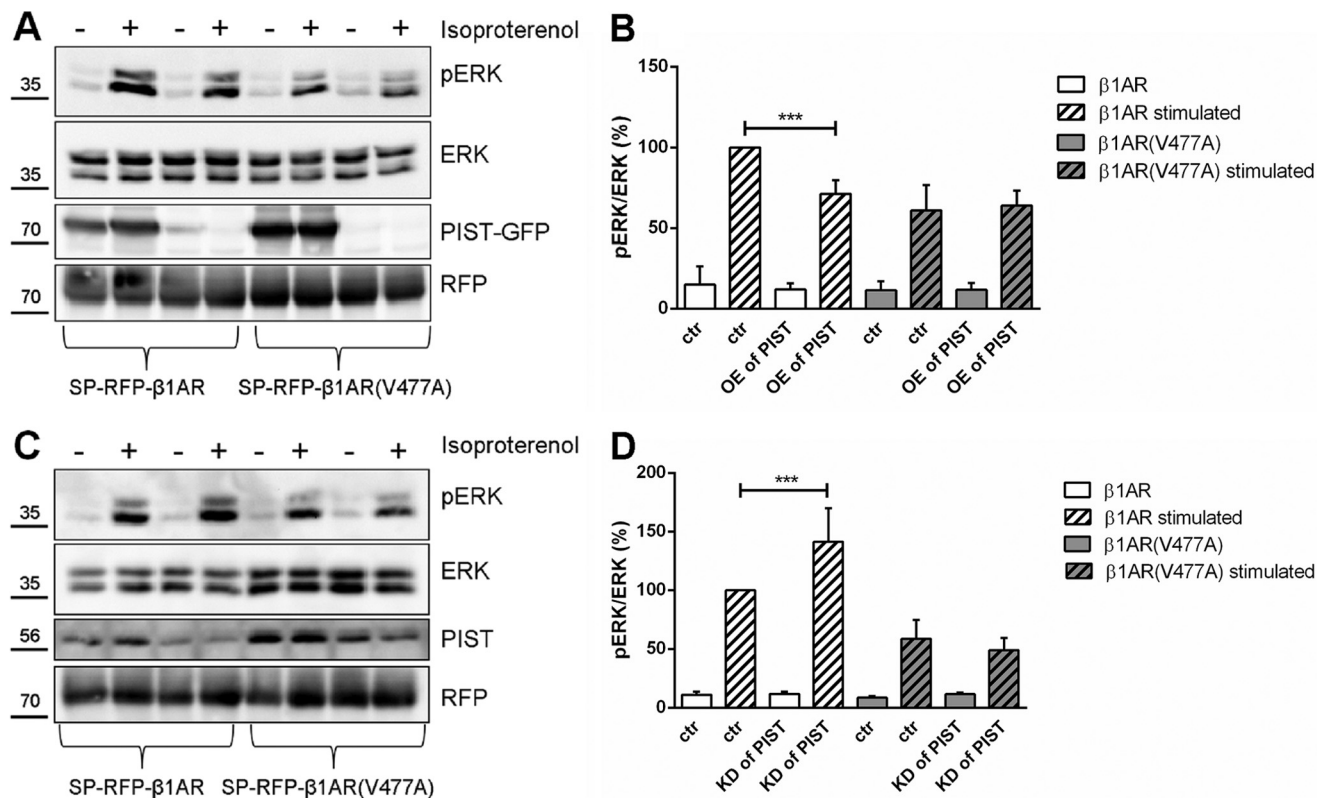 A
- + - + - + - + Isoproterenol
35
pERK
35
ERK
70
PIST-GFP
70
RFP
SP-RFP-β1AR
SP-RFP-β1AR(V477A)
B
pERK/ERK (%)
150
100
50
0
***
ctr
ctr
OE of PIST
OE of PIST
ctr
ctr
OE of PIST
OE of PIST
β1AR
β1AR stimulated
β1AR(V477A)
β1AR(V477A) stimulated
C
- + - + - + - + Isoproterenol
35
pERK
35
ERK
56
PIST
70
RFP
SP-RFP-β1AR
SP-RFP-β1AR(V477A)
D
pERK/ERK (%)
200
150
100
50
0
***
ctr
ctr
KD of PIST
KD of PIST
ctr
ctr
KD of PIST
KD of PIST
β1AR
β1AR stimulated
β1AR(V477A)
β1AR(V477A) stimulated